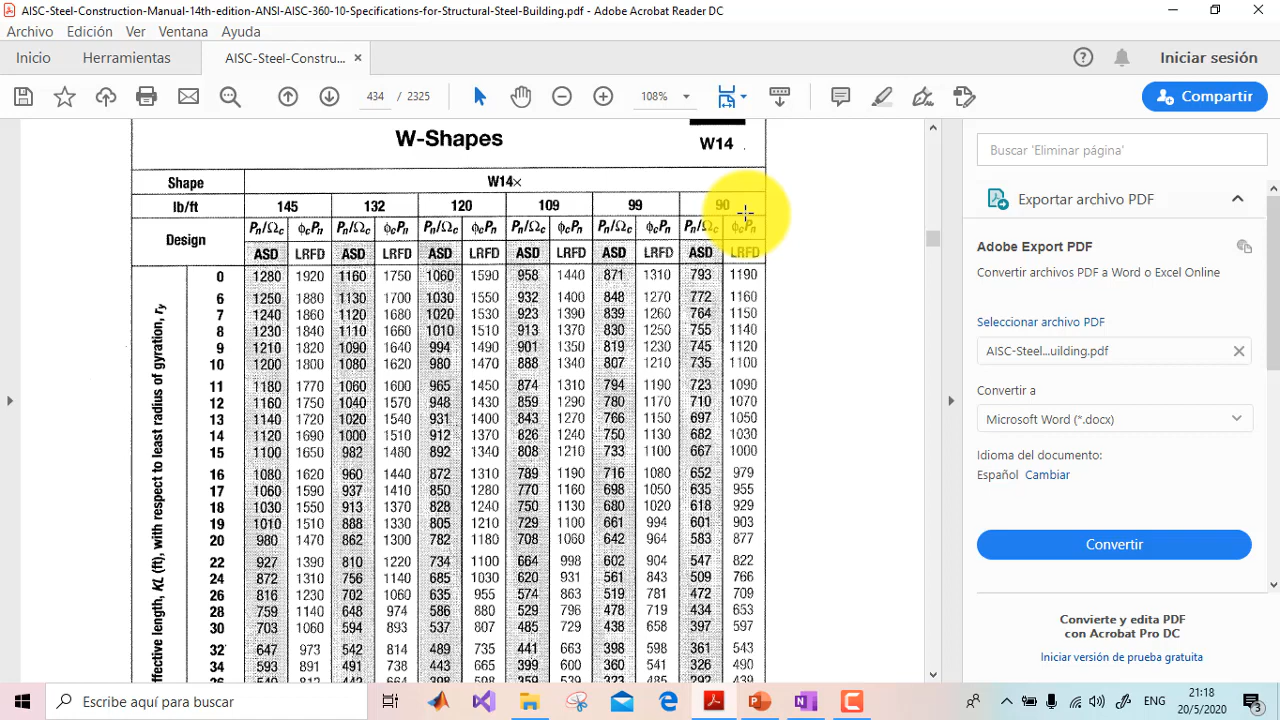 AISC-Steel-Construction-Manual-14th-edition-ANSI-AISC-360-10-Specifications-for-Structural-Steel-Building.pdf - Adobe Acrobat Reader DC
Archivo Edición Ver Ventana Ayuda
Inicio Herramientas AISC-Steel-Constru... × Iniciar sesión
434 / 2325 108% Compartir
W-Shapes
W14
Shape W14×
lb/ft 145 132 120 109 99 90
Design Pn/Ωc ϕcPn Pn/Ωc ϕcPn Pn/Ωc ϕcPn Pn/Ωc ϕcPn Pn/Ωc ϕcPn Pn/Ωc ϕcPn
ASD LRFD ASD LRFD ASD LRFD ASD LRFD ASD LRFD ASD LRFD
ffective length, KL (ft), with respect to least radius of gyration, ry
0 1280 1920 1160 1750 1060 1590 958 1440 871 1310 793 1190
6 1250 1880 1130 1700 1030 1550 932 1400 848 1270 772 1160
7 1240 1860 1120 1680 1020 1530 923 1390 839 1260 764 1150
8 1230 1840 1110 1660 1010 1510 913 1370 830 1250 755 1140
9 1210 1820 1090 1640 994 1490 901 1350 819 1230 745 1120
10 1200 1800 1080 1620 980 1470 888 1340 807 1210 735 1100
11 1180 1770 1060 1600 965 1450 874 1310 794 1190 723 1090
12 1160 1750 1040 1570 948 1430 859 1290 780 1170 710 1070
13 1140 1720 1020 1540 931 1400 843 1270 766 1150 697 1050
14 1120 1690 1000 1510 912 1370 826 1240 750 1130 682 1030
15 1100 1650 982 1480 892 1340 808 1210 733 1100 667 1000
16 1080 1620 960 1440 872 1310 789 1190 716 1080 652 979
17 1060 1590 937 1410 850 1280 770 1160 698 1050 635 955
18 1030 1550 913 1370 828 1240 750 1130 680 1020 618 929
19 1010 1510 888 1330 805 1210 729 1100 661 994 601 903
20 980 1470 862 1300 782 1180 708 1060 642 964 583 877
22 927 1390 810 1220 734 1100 664 998 602 904 547 822
24 872 1310 756 1140 685 1030 620 931 561 843 509 766
26 816 1230 702 1060 635 955 574 863 519 781 472 709
28 759 1140 648 974 586 880 529 796 478 719 434 653
30 703 1060 594 893 537 807 485 729 438 658 397 597
32 647 973 542 814 489 735 441 663 398 598 361 543
34 593 891 491 738 443 665 399 600 360 541 326 490
Buscar 'Eliminar página'
Exportar archivo PDF
Adobe Export PDF
Convertir archivos PDF a Word o Excel Online
Seleccionar archivo PDF
AISC-Steel...uilding.pdf
Convertir a
Microsoft Word (*.docx)
Idioma del documento:
Español Cambiar
Convertir
Convierte y edita PDF
con Acrobat Pro DC
Iniciar versión de prueba gratuita
Escribe aquí para buscar
ENG
21:18
20/5/2020
3